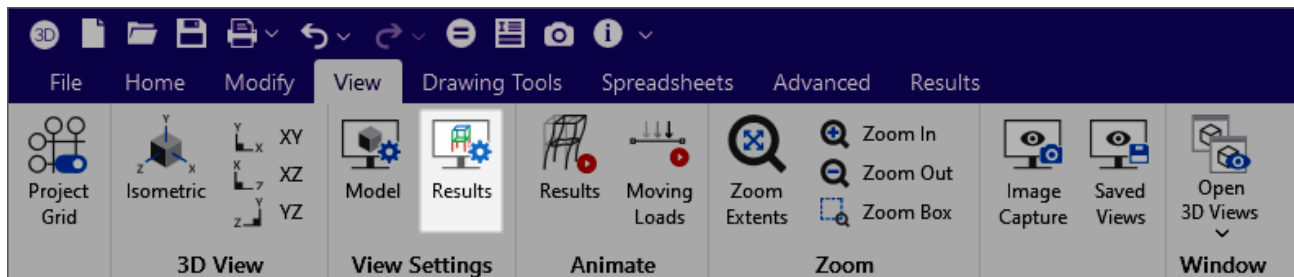 3D
File Home Modify View Drawing Tools Spreadsheets Advanced Results
Project Grid
Y
Z X
Isometric
Y X XY
X Z XZ
Y Z YZ
3D View
Model
Results
View Settings
Results
Moving Loads
Animate
Zoom Extents
Zoom In
Zoom Out
Zoom Box
Zoom
Image Capture
Saved Views
Open 3D Views
Window